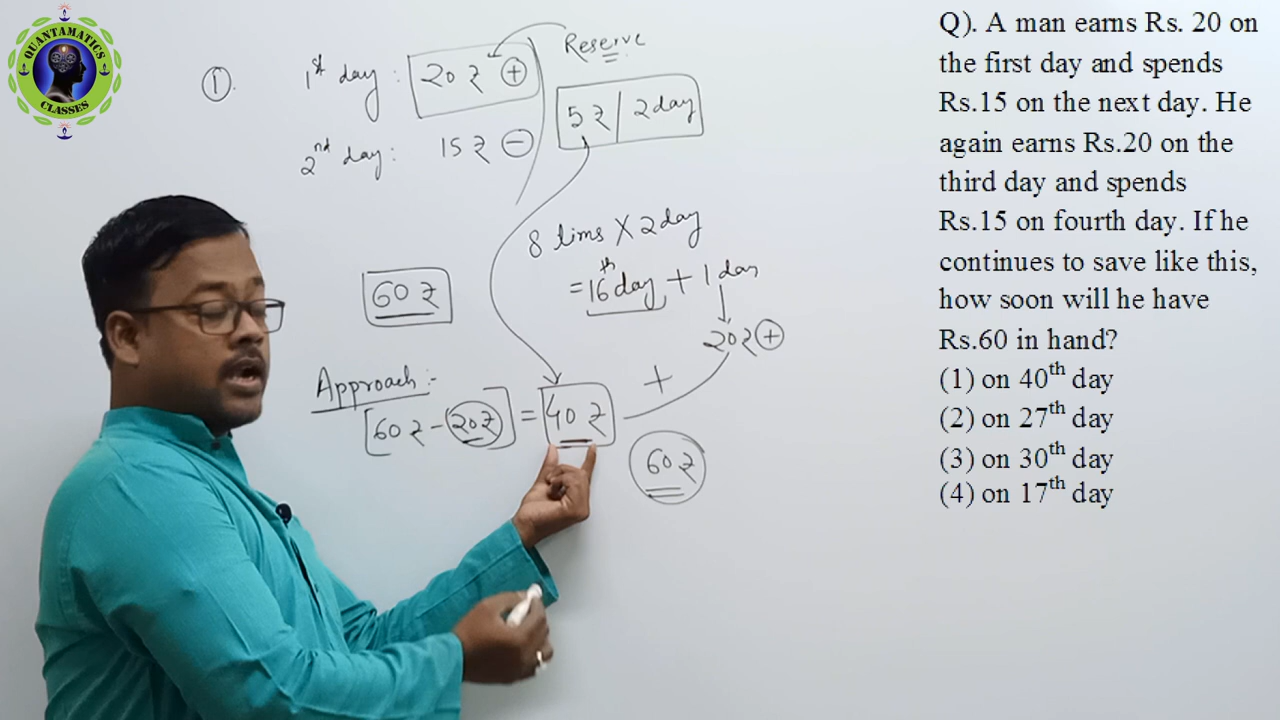 QUANTAMATICS
CLASSES
①.
1st day : 20 ₹ ⊕
2nd day : 15 ₹ ⊖
Reserve
5 ₹ / 2 day
8 tims X 2 day
= 16th day + 1 day
20 ₹ ⊕
60 ₹
Approach :-
[60 ₹ - 20 ₹] = 40 ₹
+
60 ₹
Q). A man earns Rs. 20 on
the first day and spends
Rs.15 on the next day. He
again earns Rs.20 on the
third day and spends
Rs.15 on fourth day. If he
continues to save like this,
how soon will he have
Rs.60 in hand?
(1) on 40th day
(2) on 27th day
(3) on 30th day
(4) on 17th day